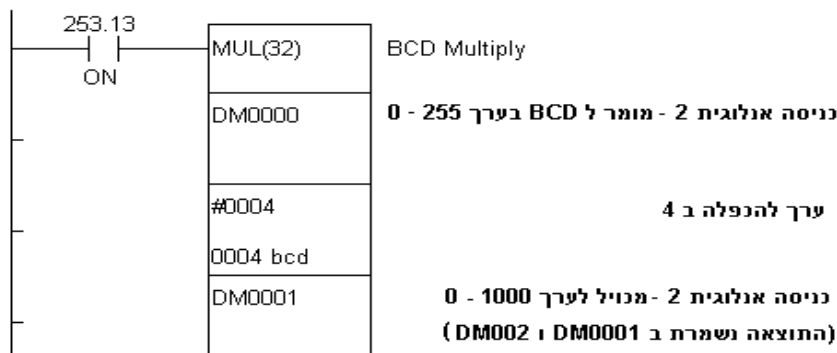 253.13
ON
MUL(32)
BCD Multiply
DM0000
כניסה אנלוגית 2 - מומר ל BCD בערך 255 - 0
#0004
ערך להכפלה ב 4
0004 bcd
DM0001
כניסה אנלוגית 2 - מנויל לערך 1000 - 0
(התוצאה נשמרת ב DM0001 ו DM002)